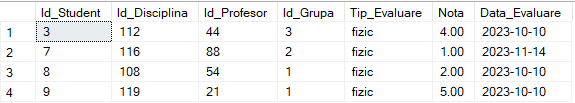 Id_Student Id_Disciplina Id_Profesor Id_Grupa Tip_Evaluare Nota Data_Evaluare
1 3 112 44 3 fizic 4.00 2023-10-10
2 7 116 88 2 fizic 1.00 2023-11-14
3 8 108 54 1 fizic 2.00 2023-10-10
4 9 119 21 1 fizic 5.00 2023-10-10